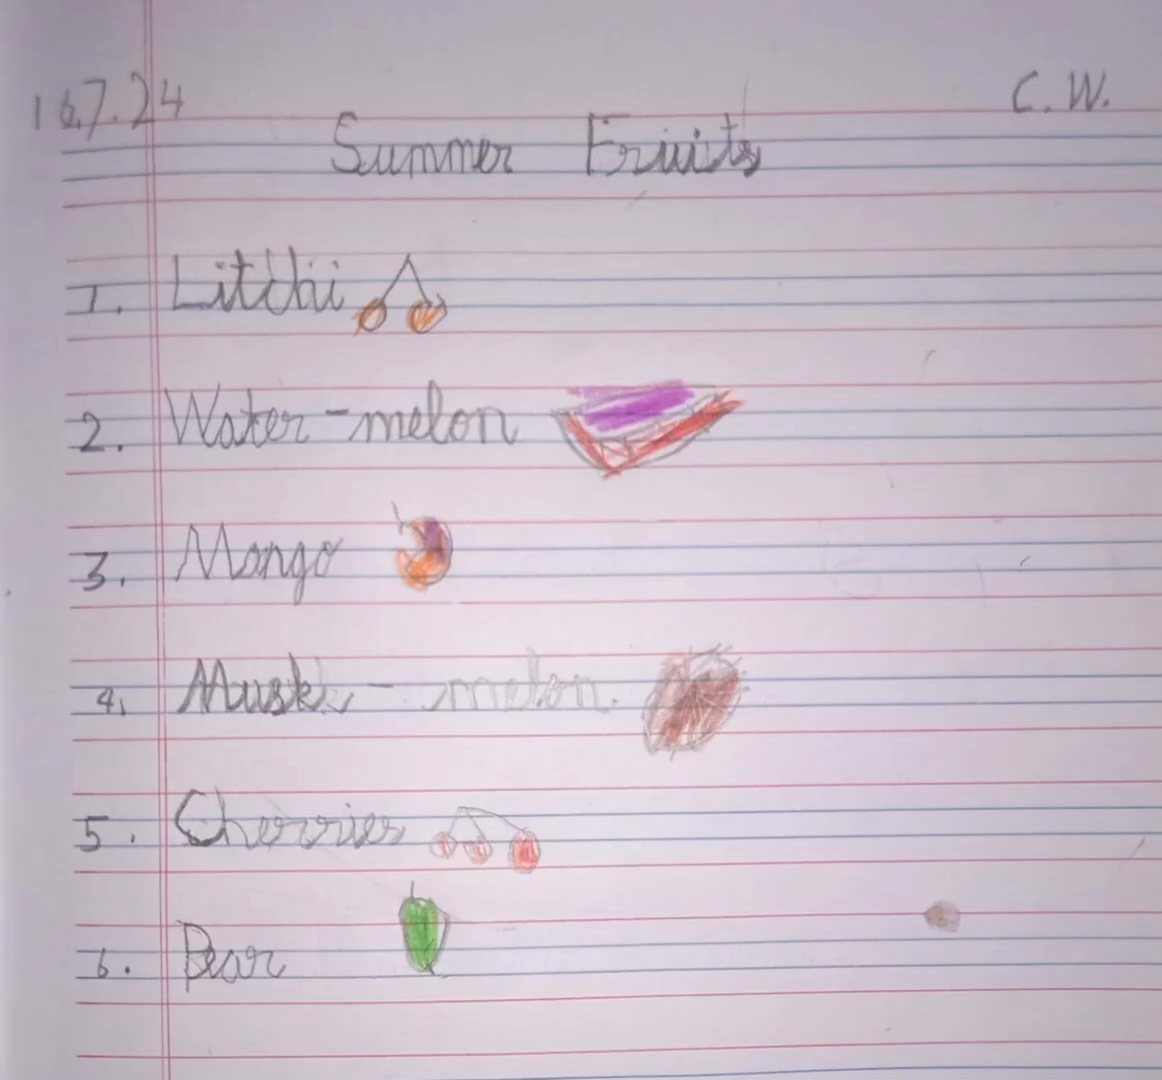 16.7.24 C.W.
Summer Fruits
1. Litchi
2. Water-melon
3. Mango
4. Musk - melon.
5. Cherries
6. Pear